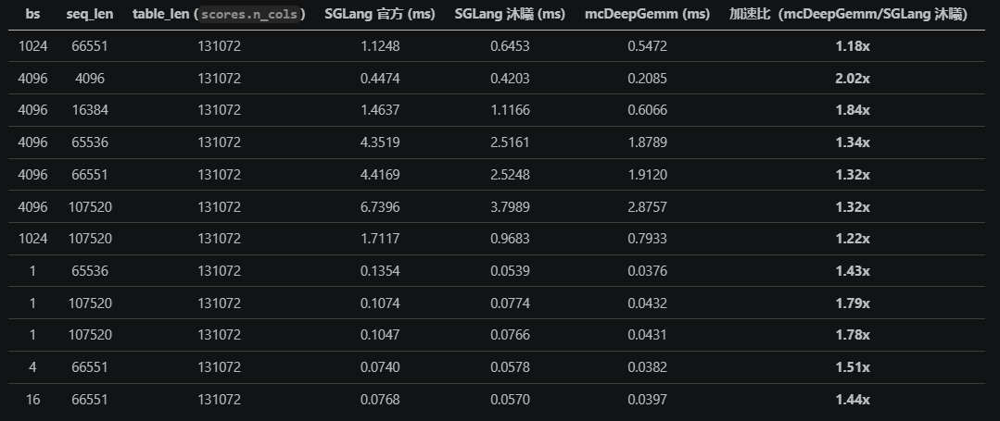 bs seq_len table_len (scores.n_cols) SGLang 官方 (ms) SGLang 沐曦 (ms) mcDeepGemm (ms) 加速比（mcDeepGemm/SGLang 沐曦)
1024 66551 131072 1.1248 0.6453 0.5472 1.18x
4096 4096 131072 0.4474 0.4203 0.2085 2.02x
4096 16384 131072 1.4637 1.1166 0.6066 1.84x
4096 65536 131072 4.3519 2.5161 1.8789 1.34x
4096 66551 131072 4.4169 2.5248 1.9120 1.32x
4096 107520 131072 6.7396 3.7989 2.8757 1.32x
1024 107520 131072 1.7117 0.9683 0.7933 1.22x
1 65536 131072 0.1354 0.0539 0.0376 1.43x
1 107520 131072 0.1074 0.0774 0.0432 1.79x
1 107520 131072 0.1047 0.0766 0.0431 1.78x
4 66551 131072 0.0740 0.0578 0.0382 1.51x
16 66551 131072 0.0768 0.0570 0.0397 1.44x